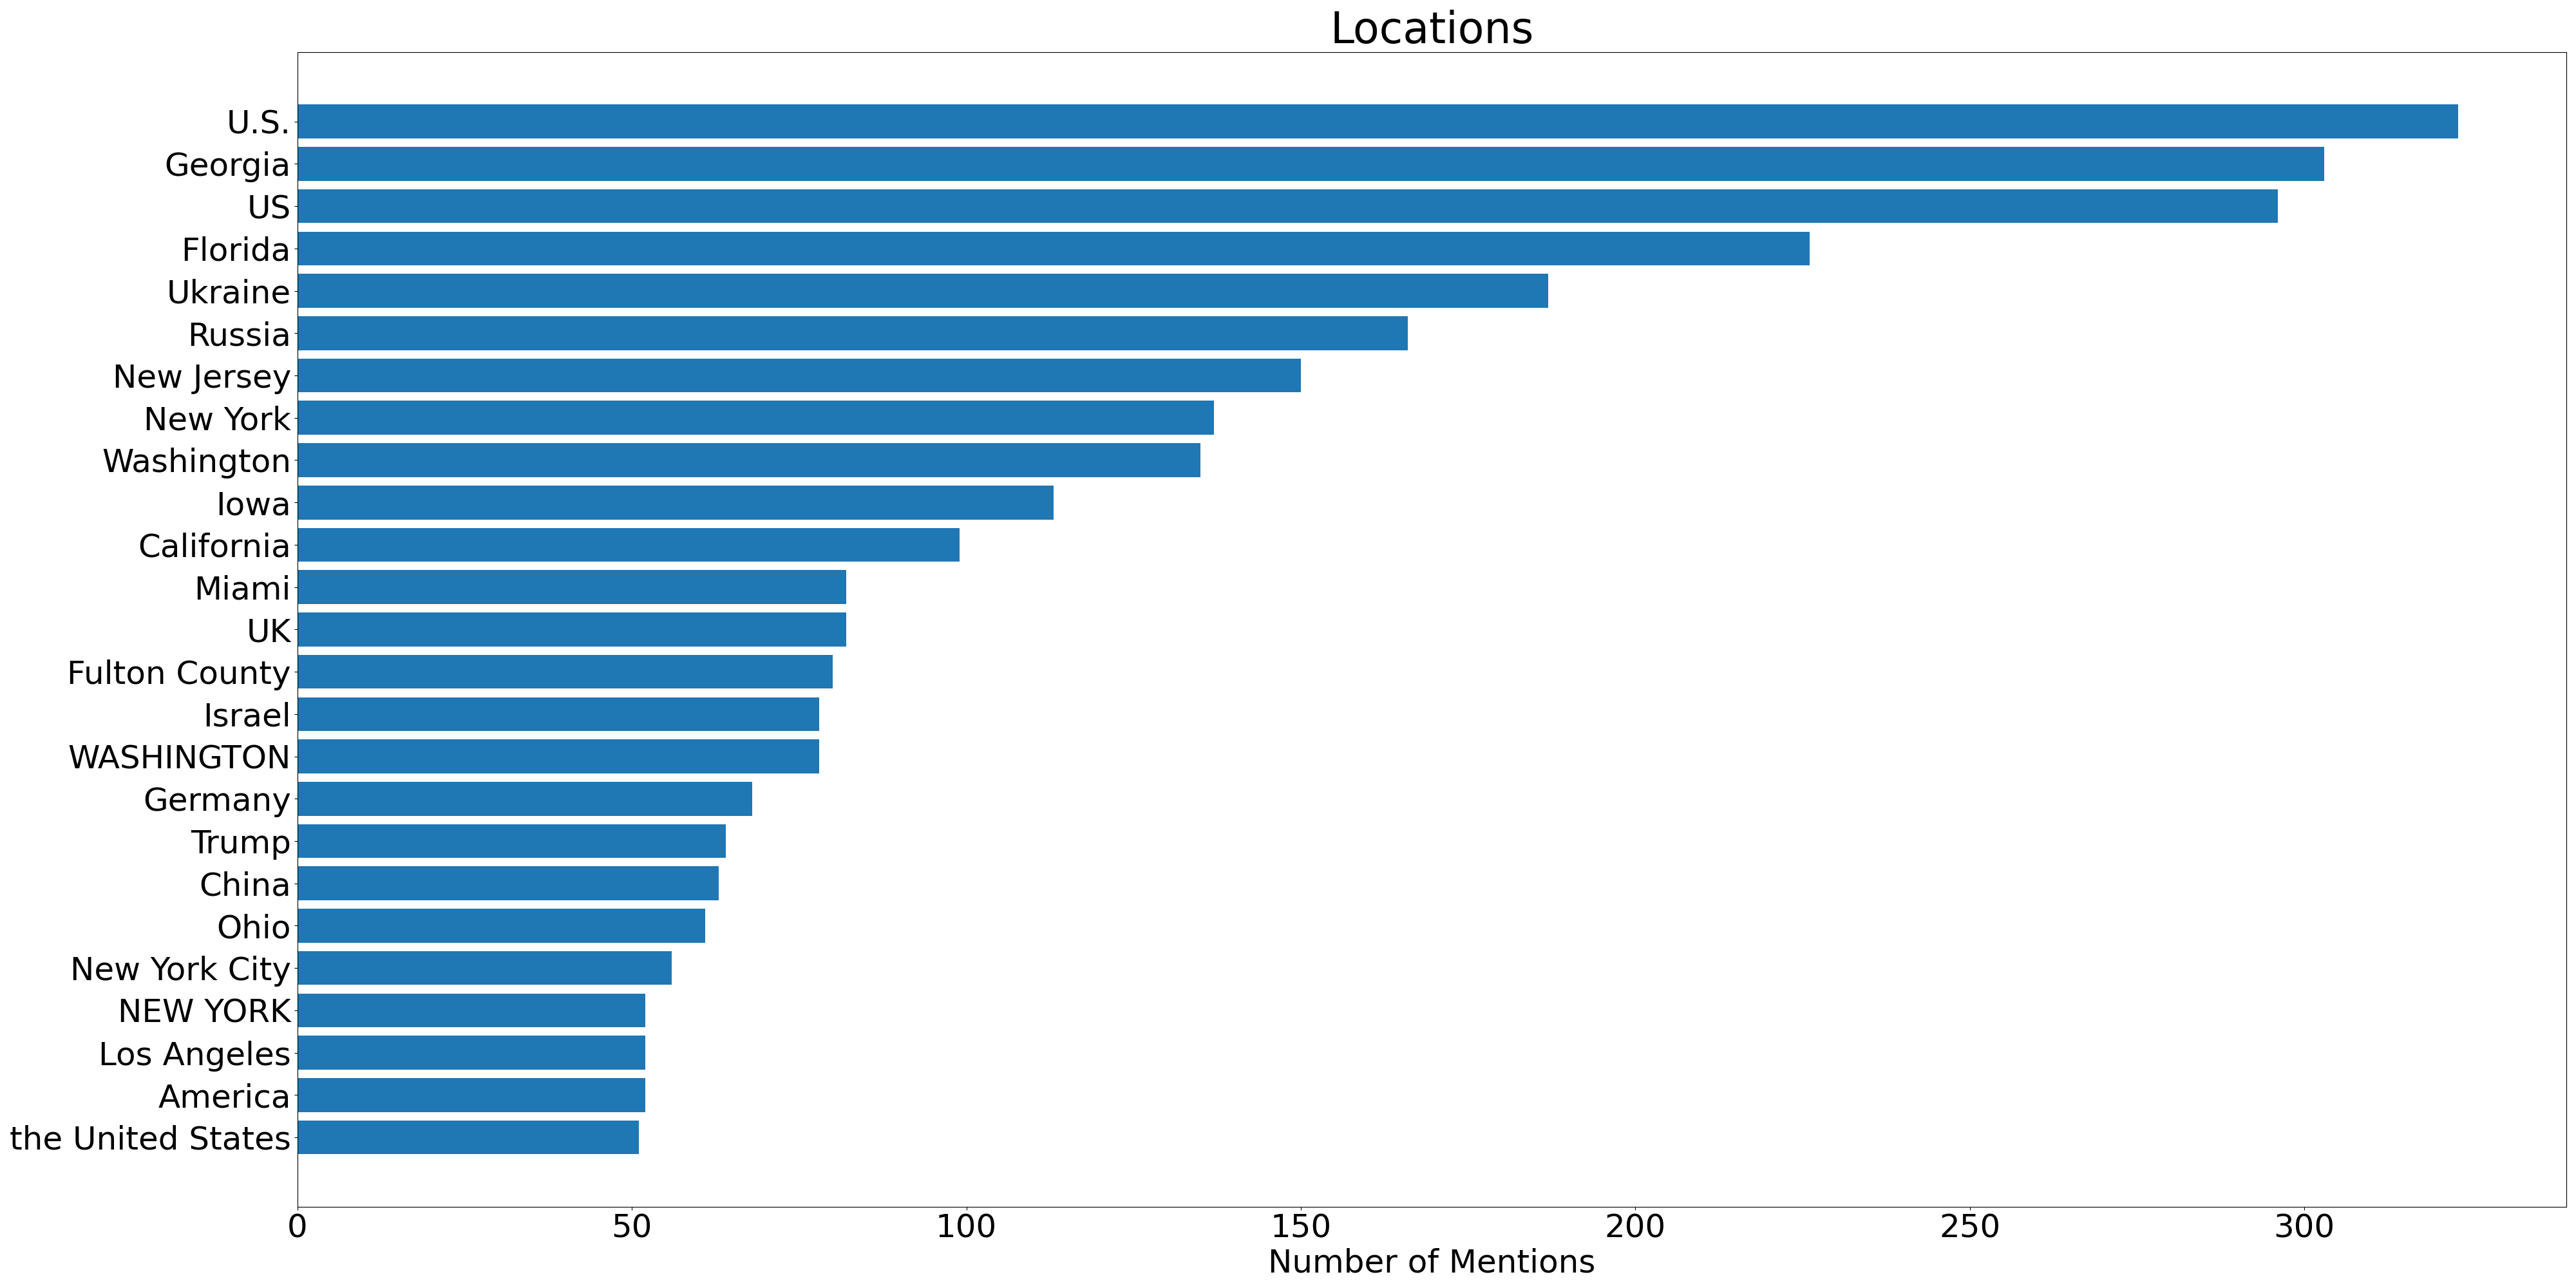 Locations
U.S.
Georgia
US
Florida
Ukraine
Russia
New Jersey
New York
Washington
Iowa
California
Miami
UK
Fulton County
Israel
WASHINGTON
Germany
Trump
China
Ohio
New York City
NEW YORK
Los Angeles
America
the United States
0 50 100 150 200 250 300
Number of Mentions